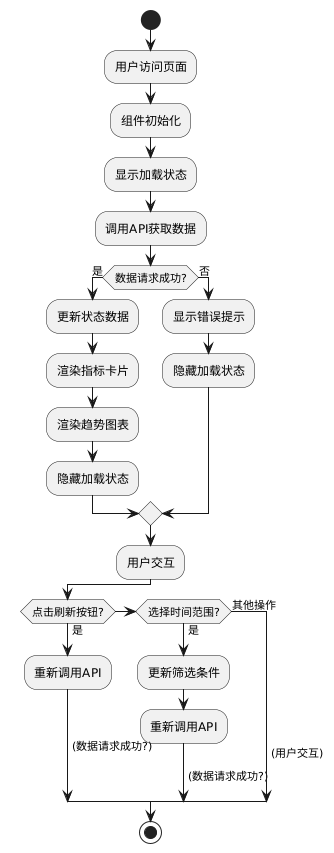 用户访问页面
组件初始化
显示加载状态
调用API获取数据
数据请求成功?
是
否
更新状态数据
显示错误提示
渲染指标卡片
隐藏加载状态
渲染趋势图表
隐藏加载状态
用户交互
点击刷新按钮?
选择时间范围?
其他操作
是
是
重新调用API
更新筛选条件
重新调用API
(数据请求成功?)
(用户交互)
(数据请求成功?)